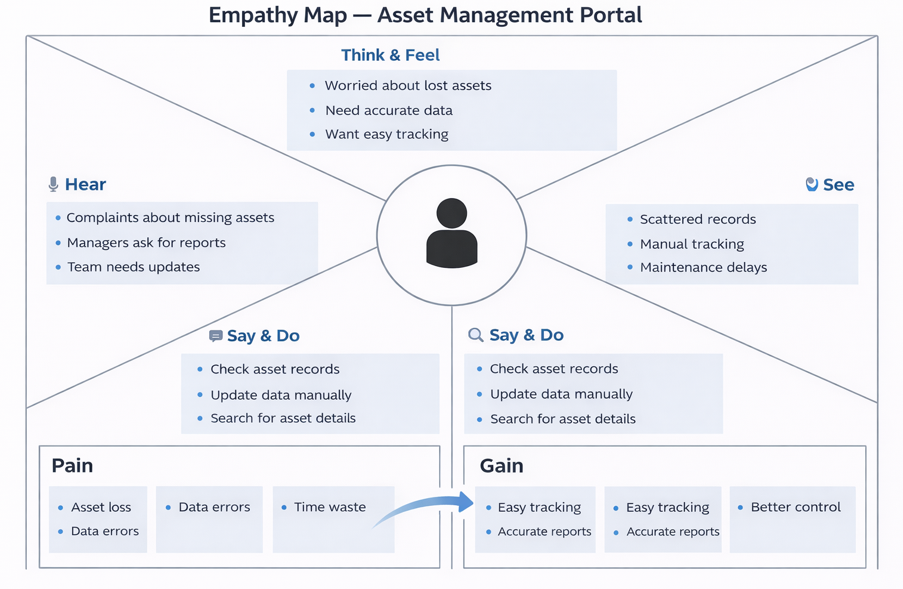 Empathy Map — Asset Management Portal
Think & Feel
• Worried about lost assets
• Need accurate data
• Want easy tracking
Hear
• Complaints about missing assets
• Managers ask for reports
• Team needs updates
See
• Scattered records
• Manual tracking
• Maintenance delays
Say & Do
• Check asset records
• Update data manually
• Search for asset details
Say & Do
• Check asset records
• Update data manually
• Search for asset details
Pain
• Asset loss
• Data errors
• Data errors
• Time waste
Gain
• Easy tracking
• Accurate reports
• Easy tracking
• Accurate reports
• Better control